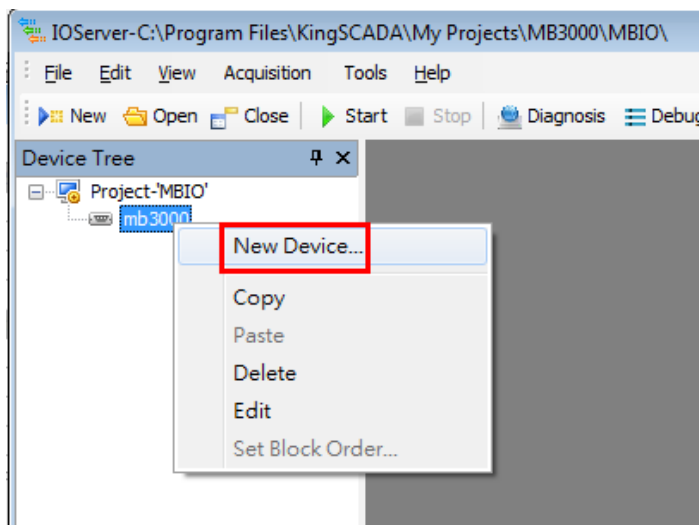 IOServer-C:\Program Files\KingSCADA\My Projects\MB3000\MBIO\
File Edit View Acquisition Tools Help
New Open Close Start Stop Diagnosis Debug
Device Tree
Project-'MBIO'
mb3000
New Device...
Copy
Paste
Delete
Edit
Set Block Order...